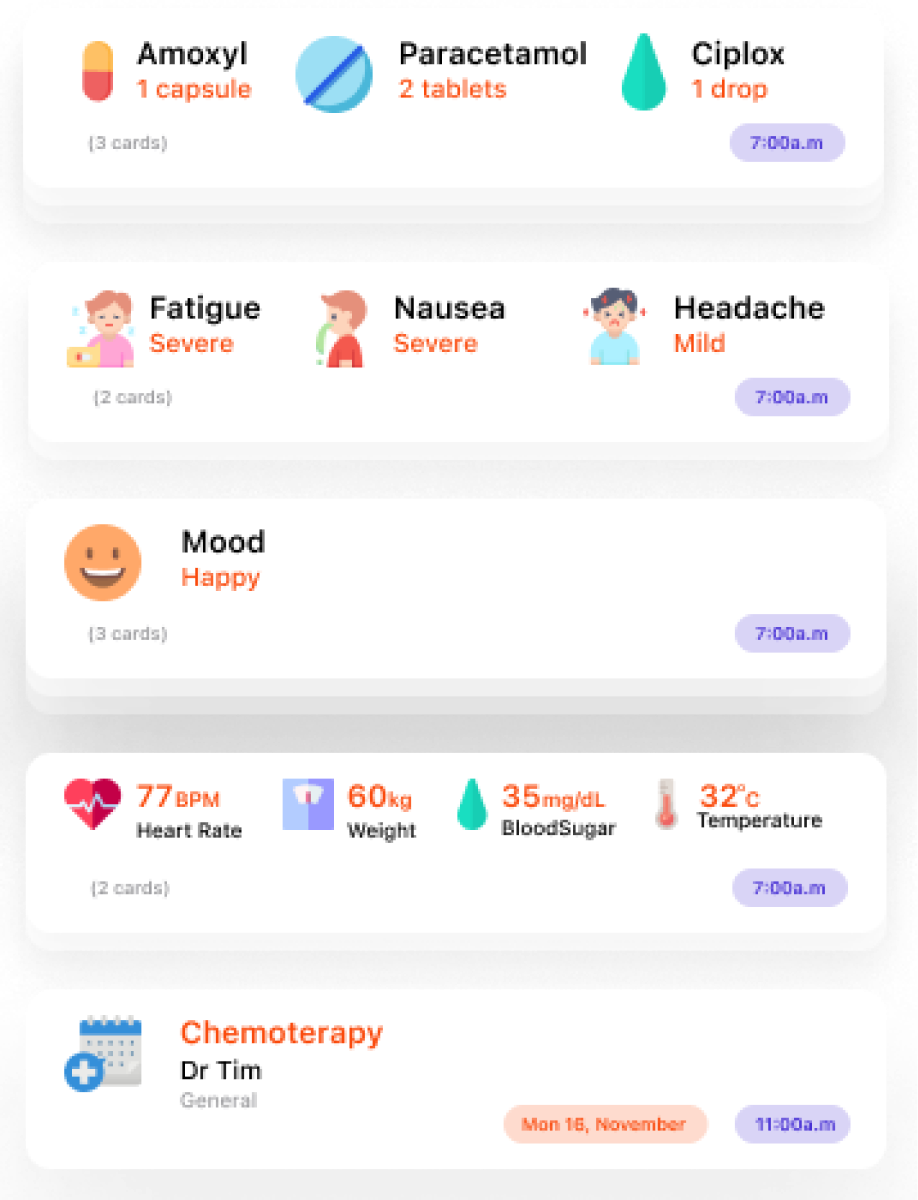 Amoxyl Paracetamol Ciplox
1 capsule 2 tablets 1 drop
(3 cards) 7:00a.m
Fatigue Nausea Headache
Severe Severe Mild
(2 cards) 7:00a.m
Mood
Happy
(3 cards) 7:00a.m
77BPM 60kg 35mg/dL 32°C
Heart Rate Weight BloodSugar Temperature
(2 cards) 7:00a.m
Chemoterapy
Dr Tim
General
Mon 16, November 11:00a.m